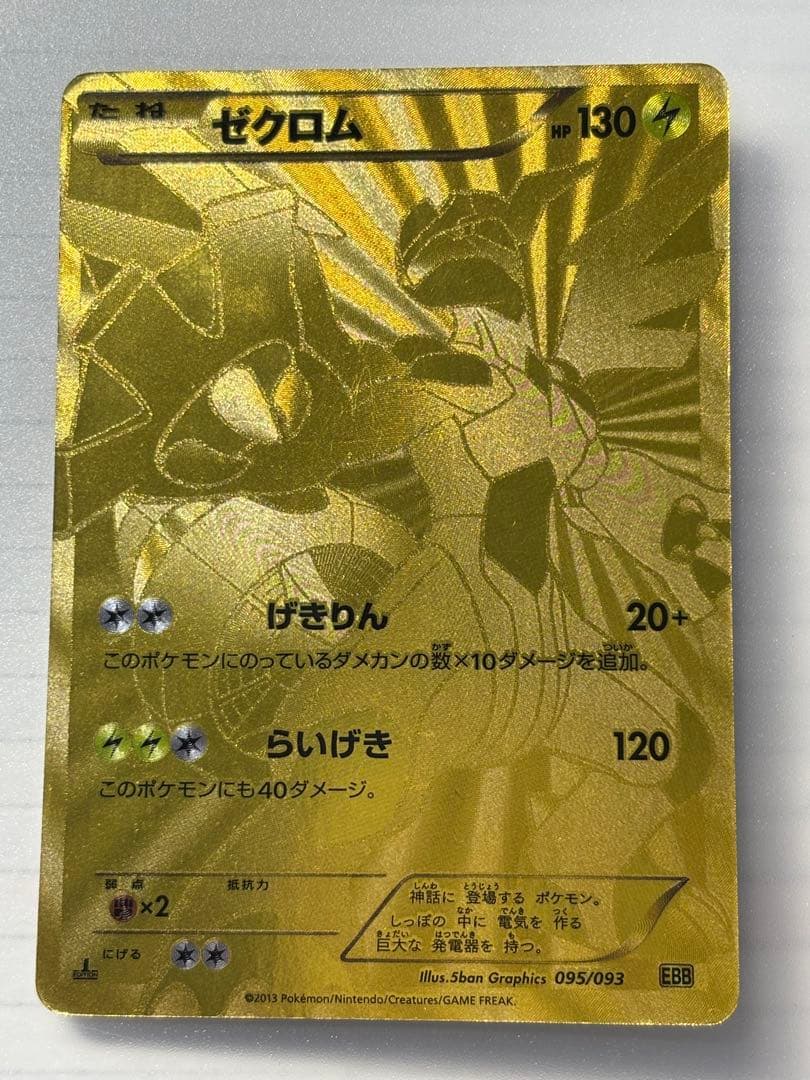 たね ゼクロム HP 130
げきりん 20+
このポケモンにのっているダメカンの数×10ダメージを追加。
らいげき 120
このポケモンにも40ダメージ。
弱点 抵抗力
×2
にげる
神話に 登場する ポケモン。
しっぽの 中に 電気を 作る
巨大な 発電器を 持つ。
1 EDITION
Illus.5ban Graphics 095/093 EBB
©2013 Pokémon/Nintendo/Creatures/GAME FREAK.